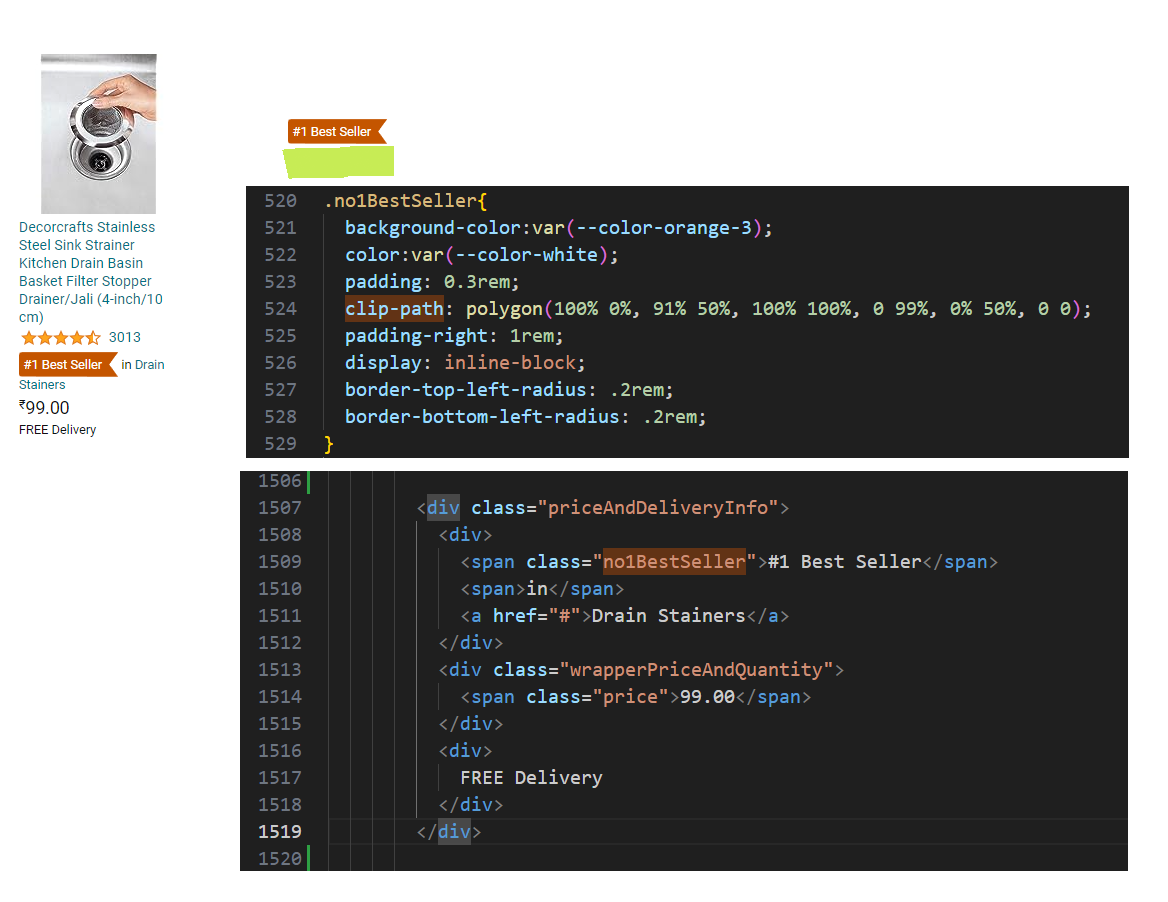 Decorcrafts Stainless
Steel Sink Strainer
Kitchen Drain Basin
Basket Filter Stopper
Drainer/Jali (4-inch/10
cm)
3013
#1 Best Seller in Drain
Stainers
₹99.00
FREE Delivery
#1 Best Seller
520 .no1BestSeller{
521 background-color:var(--color-orange-3);
522 color:var(--color-white);
523 padding: 0.3rem;
524 clip-path: polygon(100% 0%, 91% 50%, 100% 100%, 0 99%, 0% 50%, 0 0);
525 padding-right: 1rem;
526 display: inline-block;
527 border-top-left-radius: .2rem;
528 border-bottom-left-radius: .2rem;
529 }
1506
1507 <div class="priceAndDeliveryInfo">
1508 <div>
1509 <span class="no1BestSeller">#1 Best Seller</span>
1510 <span>in</span>
1511 <a href="#">Drain Stainers</a>
1512 </div>
1513 <div class="wrapperPriceAndQuantity">
1514 <span class="price">99.00</span>
1515 </div>
1516 <div>
1517 FREE Delivery
1518 </div>
1519 </div>
1520